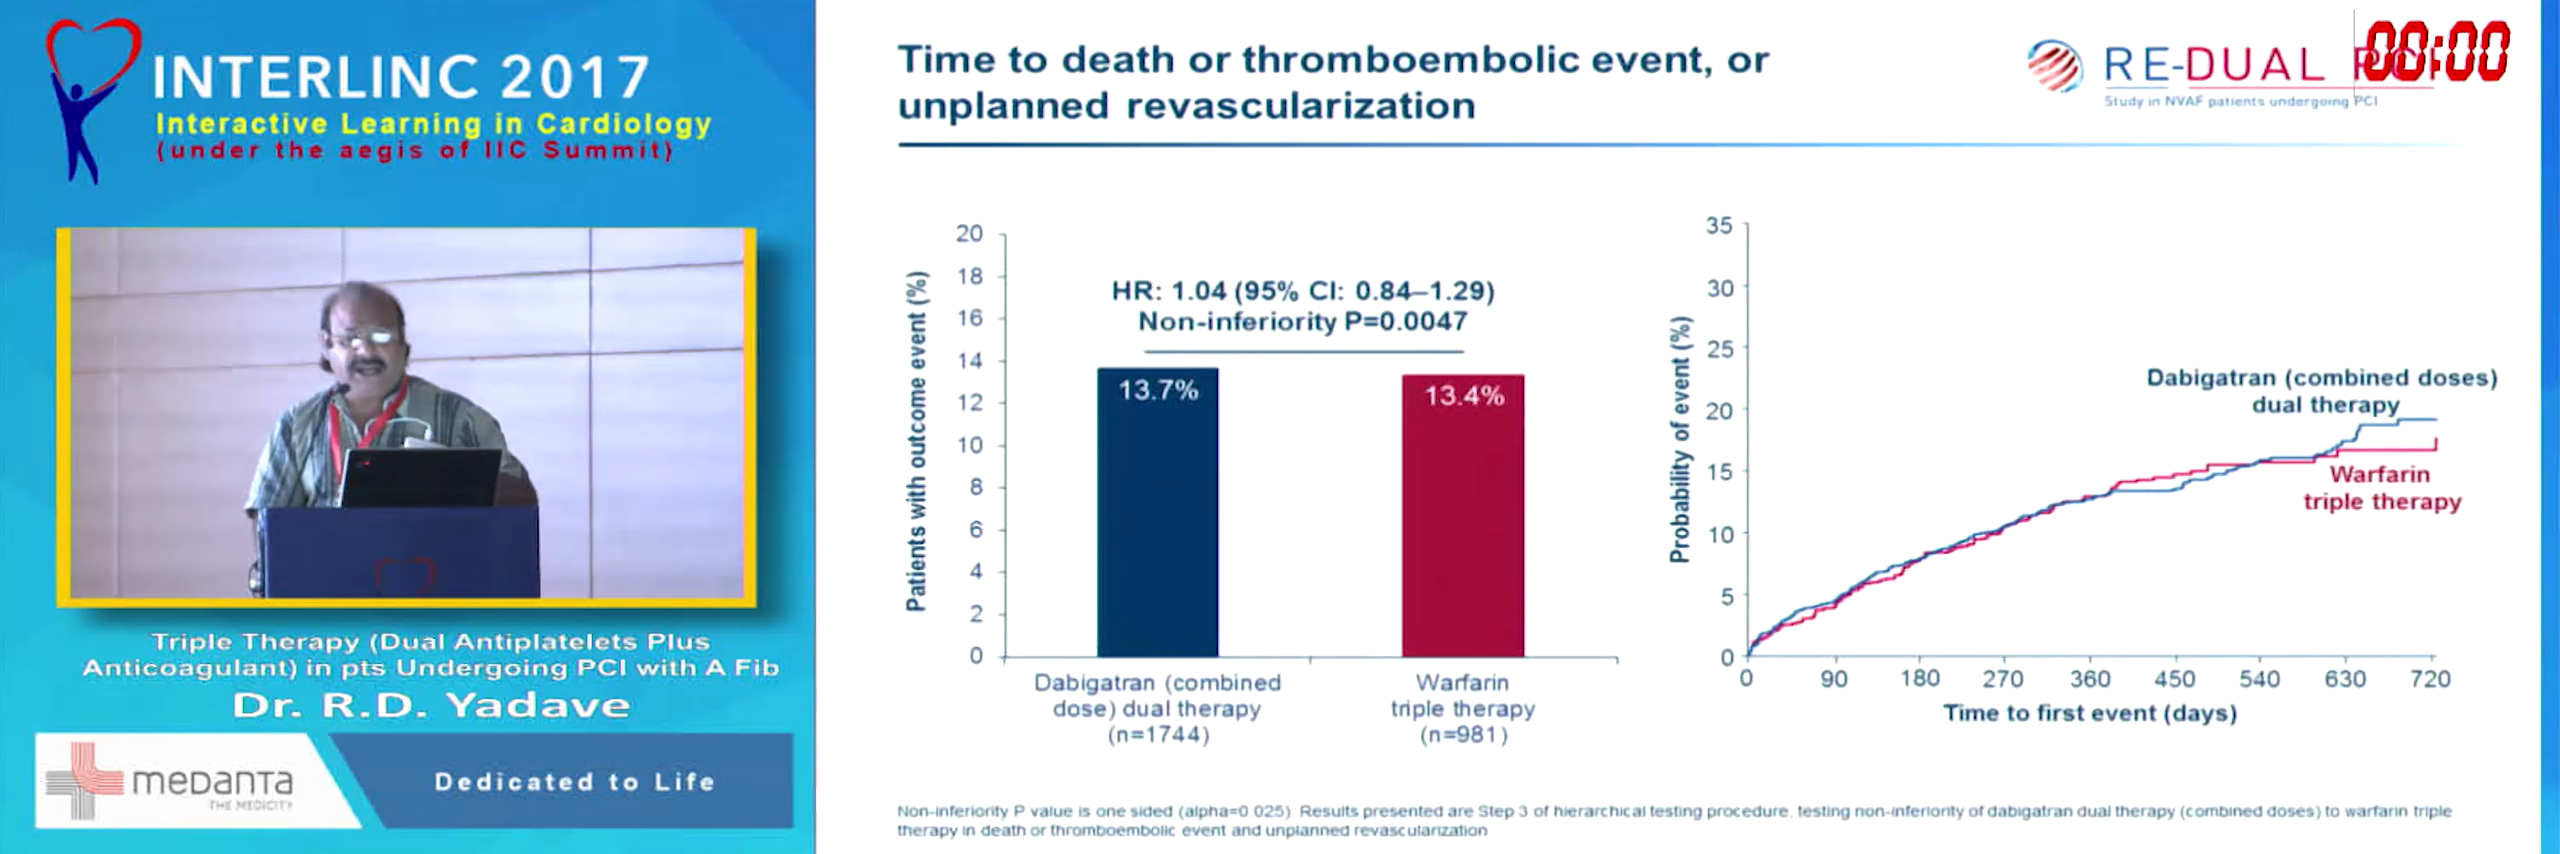 INTERLINC 2017
Interactive Learning in Cardiology
(under the aegis of IIC Summit)
Triple Therapy (Dual Antiplatelets Plus
Anticoagulant) in pts Undergoing PCI with A Fib
Dr. R.D. Yadave
medanta
THE MEDICITY
Dedicated to Life
Time to death or thromboembolic event, or
unplanned revascularization
RE-DUAL
00:00
Study in NVAF patients undergoing PCI
Patients with outcome event (%)
20
18
16
14
12
10
8
6
4
2
0
HR: 1.04 (95% CI: 0.84–1.29)
Non-inferiority P=0.0047
13.7%
13.4%
Dabigatran (combined
dose) dual therapy
(n=1744)
Warfarin
triple therapy
(n=981)
Probability of event (%)
35
30
25
20
15
10
5
0
Dabigatran (combined doses)
dual therapy
Warfarin
triple therapy
0 90 180 270 360 450 540 630 720
Time to first event (days)
Non-inferiority P value is one sided (alpha=0 025) Results presented are Step 3 of hierarchical testing procedure, testing non-inferiority of dabigatran dual therapy (combined doses) to warfarin triple
therapy in death or thromboembolic event and unplanned revascularization